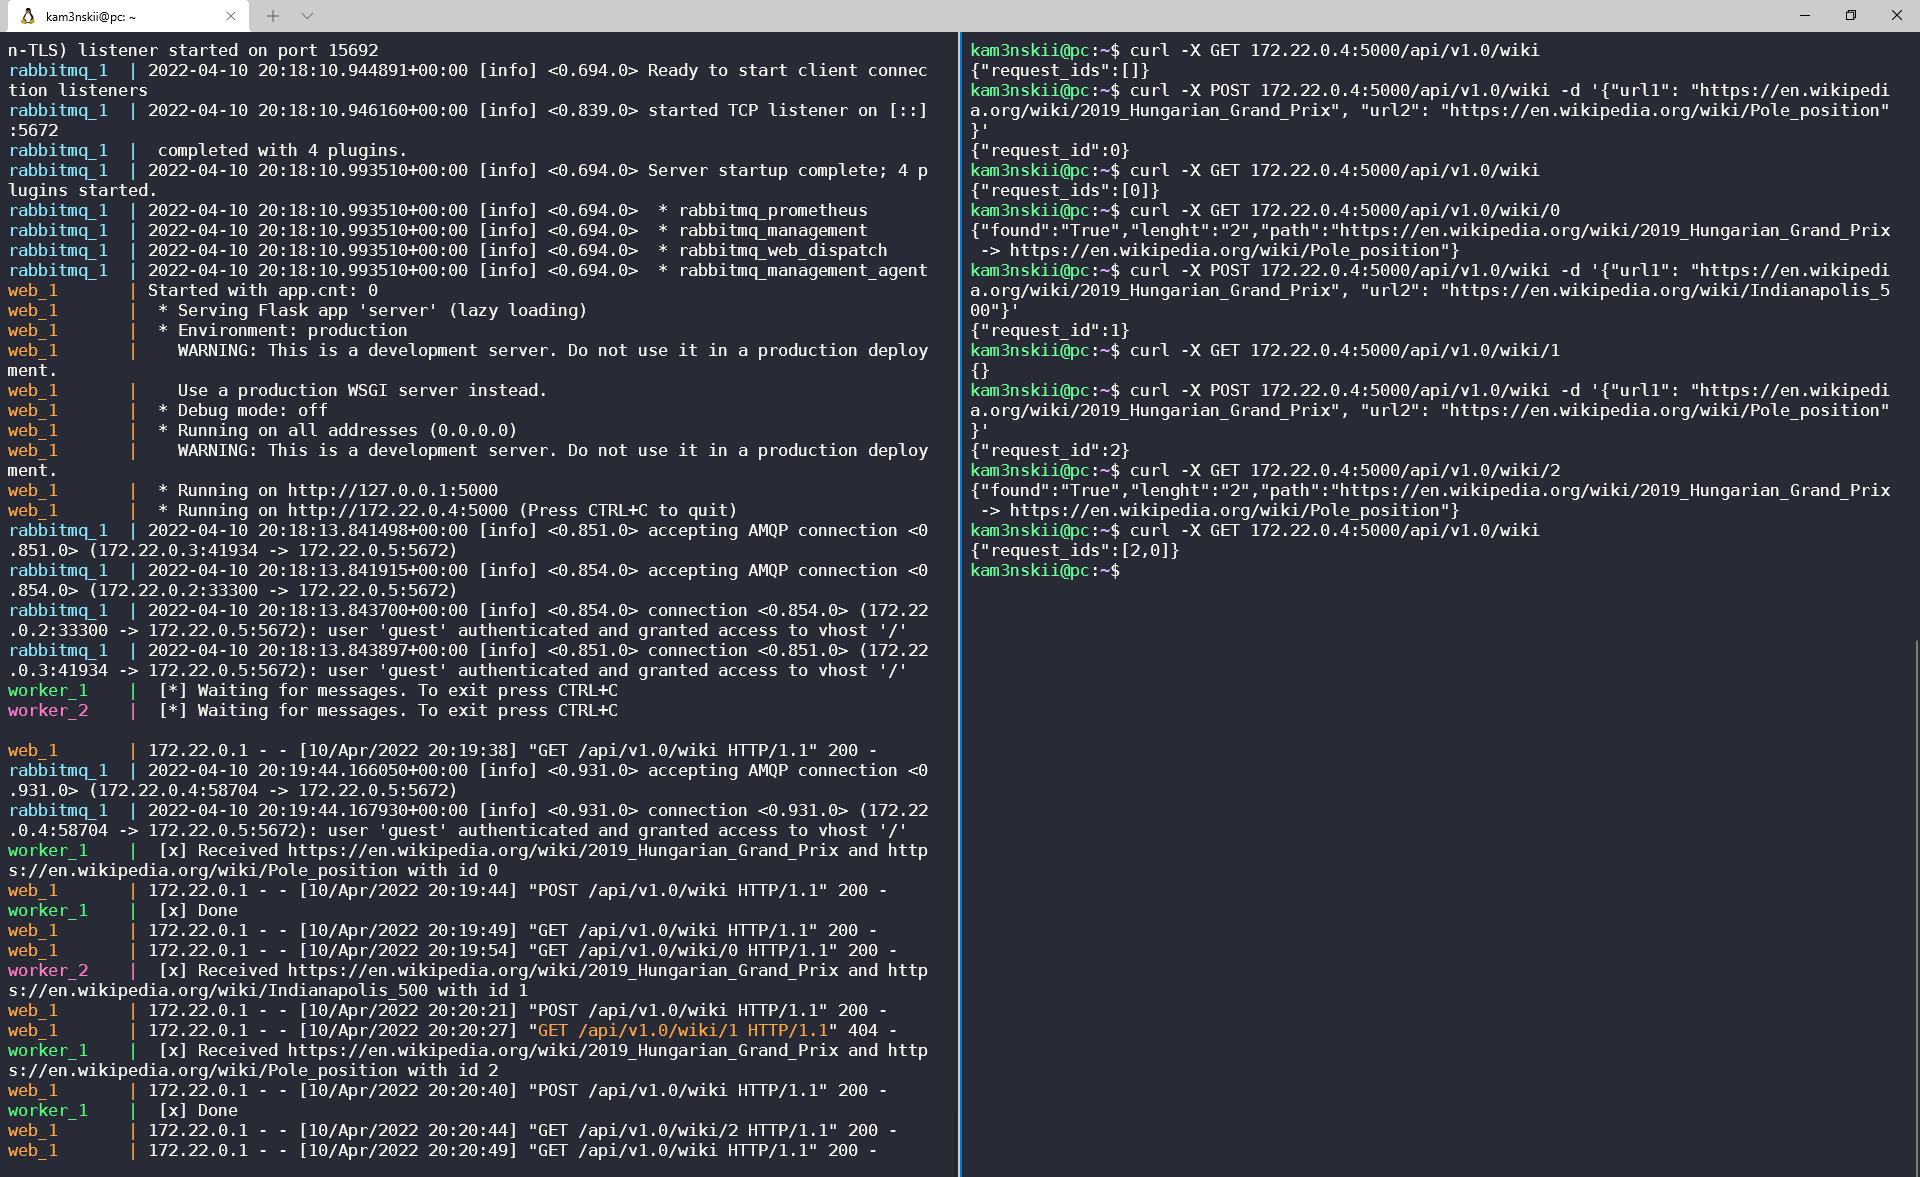 kam3nskii@pc: ~
n-TLS) listener started on port 15692
rabbitmq_1  | 2022-04-10 20:18:10.944891+00:00 [info] <0.694.0> Ready to start client connec
tion listeners
rabbitmq_1  | 2022-04-10 20:18:10.946160+00:00 [info] <0.839.0> started TCP listener on [::]
:5672
rabbitmq_1  |  completed with 4 plugins.
rabbitmq_1  | 2022-04-10 20:18:10.993510+00:00 [info] <0.694.0> Server startup complete; 4 p
lugins started.
rabbitmq_1  | 2022-04-10 20:18:10.993510+00:00 [info] <0.694.0>  * rabbitmq_prometheus
rabbitmq_1  | 2022-04-10 20:18:10.993510+00:00 [info] <0.694.0>  * rabbitmq_management
rabbitmq_1  | 2022-04-10 20:18:10.993510+00:00 [info] <0.694.0>  * rabbitmq_web_dispatch
rabbitmq_1  | 2022-04-10 20:18:10.993510+00:00 [info] <0.694.0>  * rabbitmq_management_agent
web_1       | Started with app.cnt: 0
web_1       |  * Serving Flask app 'server' (lazy loading)
web_1       |  * Environment: production
web_1       |    WARNING: This is a development server. Do not use it in a production deploy
ment.
web_1       |    Use a production WSGI server instead.
web_1       |  * Debug mode: off
web_1       |  * Running on all addresses (0.0.0.0)
web_1       |    WARNING: This is a development server. Do not use it in a production deploy
ment.
web_1       |  * Running on http://127.0.0.1:5000
web_1       |  * Running on http://172.22.0.4:5000 (Press CTRL+C to quit)
rabbitmq_1  | 2022-04-10 20:18:13.841498+00:00 [info] <0.851.0> accepting AMQP connection <0
.851.0> (172.22.0.3:41934 -> 172.22.0.5:5672)
rabbitmq_1  | 2022-04-10 20:18:13.841915+00:00 [info] <0.854.0> accepting AMQP connection <0
.854.0> (172.22.0.2:33300 -> 172.22.0.5:5672)
rabbitmq_1  | 2022-04-10 20:18:13.843700+00:00 [info] <0.854.0> connection <0.854.0> (172.22
.0.2:33300 -> 172.22.0.5:5672): user 'guest' authenticated and granted access to vhost '/'
rabbitmq_1  | 2022-04-10 20:18:13.843897+00:00 [info] <0.851.0> connection <0.851.0> (172.22
.0.3:41934 -> 172.22.0.5:5672): user 'guest' authenticated and granted access to vhost '/'
worker_1    |  [*] Waiting for messages. To exit press CTRL+C
worker_2    |  [*] Waiting for messages. To exit press CTRL+C
web_1       | 172.22.0.1 - - [10/Apr/2022 20:19:38] "GET /api/v1.0/wiki HTTP/1.1" 200 -
rabbitmq_1  | 2022-04-10 20:19:44.166050+00:00 [info] <0.931.0> accepting AMQP connection <0
.931.0> (172.22.0.4:58704 -> 172.22.0.5:5672)
rabbitmq_1  | 2022-04-10 20:19:44.167930+00:00 [info] <0.931.0> connection <0.931.0> (172.22
.0.4:58704 -> 172.22.0.5:5672): user 'guest' authenticated and granted access to vhost '/'
worker_1    |  [x] Received https://en.wikipedia.org/wiki/2019_Hungarian_Grand_Prix and http
s://en.wikipedia.org/wiki/Pole_position with id 0
web_1       | 172.22.0.1 - - [10/Apr/2022 20:19:44] "POST /api/v1.0/wiki HTTP/1.1" 200 -
worker_1    |  [x] Done
web_1       | 172.22.0.1 - - [10/Apr/2022 20:19:49] "GET /api/v1.0/wiki HTTP/1.1" 200 -
web_1       | 172.22.0.1 - - [10/Apr/2022 20:19:54] "GET /api/v1.0/wiki/0 HTTP/1.1" 200 -
worker_2    |  [x] Received https://en.wikipedia.org/wiki/2019_Hungarian_Grand_Prix and http
s://en.wikipedia.org/wiki/Indianapolis_500 with id 1
web_1       | 172.22.0.1 - - [10/Apr/2022 20:20:21] "POST /api/v1.0/wiki HTTP/1.1" 200 -
web_1       | 172.22.0.1 - - [10/Apr/2022 20:20:27] "GET /api/v1.0/wiki/1 HTTP/1.1" 404 -
worker_1    |  [x] Received https://en.wikipedia.org/wiki/2019_Hungarian_Grand_Prix and http
s://en.wikipedia.org/wiki/Pole_position with id 2
web_1       | 172.22.0.1 - - [10/Apr/2022 20:20:40] "POST /api/v1.0/wiki HTTP/1.1" 200 -
worker_1    |  [x] Done
web_1       | 172.22.0.1 - - [10/Apr/2022 20:20:44] "GET /api/v1.0/wiki/2 HTTP/1.1" 200 -
web_1       | 172.22.0.1 - - [10/Apr/2022 20:20:49] "GET /api/v1.0/wiki HTTP/1.1" 200 -
kam3nskii@pc:~$ curl -X GET 172.22.0.4:5000/api/v1.0/wiki
{"request_ids":[]}
kam3nskii@pc:~$ curl -X POST 172.22.0.4:5000/api/v1.0/wiki -d '{"url1": "https://en.wikipedi
a.org/wiki/2019_Hungarian_Grand_Prix", "url2": "https://en.wikipedia.org/wiki/Pole_position"
}'
{"request_id":0}
kam3nskii@pc:~$ curl -X GET 172.22.0.4:5000/api/v1.0/wiki
{"request_ids":[0]}
kam3nskii@pc:~$ curl -X GET 172.22.0.4:5000/api/v1.0/wiki/0
{"found":"True","lenght":"2","path":"https://en.wikipedia.org/wiki/2019_Hungarian_Grand_Prix
 -> https://en.wikipedia.org/wiki/Pole_position"}
kam3nskii@pc:~$ curl -X POST 172.22.0.4:5000/api/v1.0/wiki -d '{"url1": "https://en.wikipedi
a.org/wiki/2019_Hungarian_Grand_Prix", "url2": "https://en.wikipedia.org/wiki/Indianapolis_5
00"}'
{"request_id":1}
kam3nskii@pc:~$ curl -X GET 172.22.0.4:5000/api/v1.0/wiki/1
{}
kam3nskii@pc:~$ curl -X POST 172.22.0.4:5000/api/v1.0/wiki -d '{"url1": "https://en.wikipedi
a.org/wiki/2019_Hungarian_Grand_Prix", "url2": "https://en.wikipedia.org/wiki/Pole_position"
}'
{"request_id":2}
kam3nskii@pc:~$ curl -X GET 172.22.0.4:5000/api/v1.0/wiki/2
{"found":"True","lenght":"2","path":"https://en.wikipedia.org/wiki/2019_Hungarian_Grand_Prix
 -> https://en.wikipedia.org/wiki/Pole_position"}
kam3nskii@pc:~$ curl -X GET 172.22.0.4:5000/api/v1.0/wiki
{"request_ids":[2,0]}
kam3nskii@pc:~$